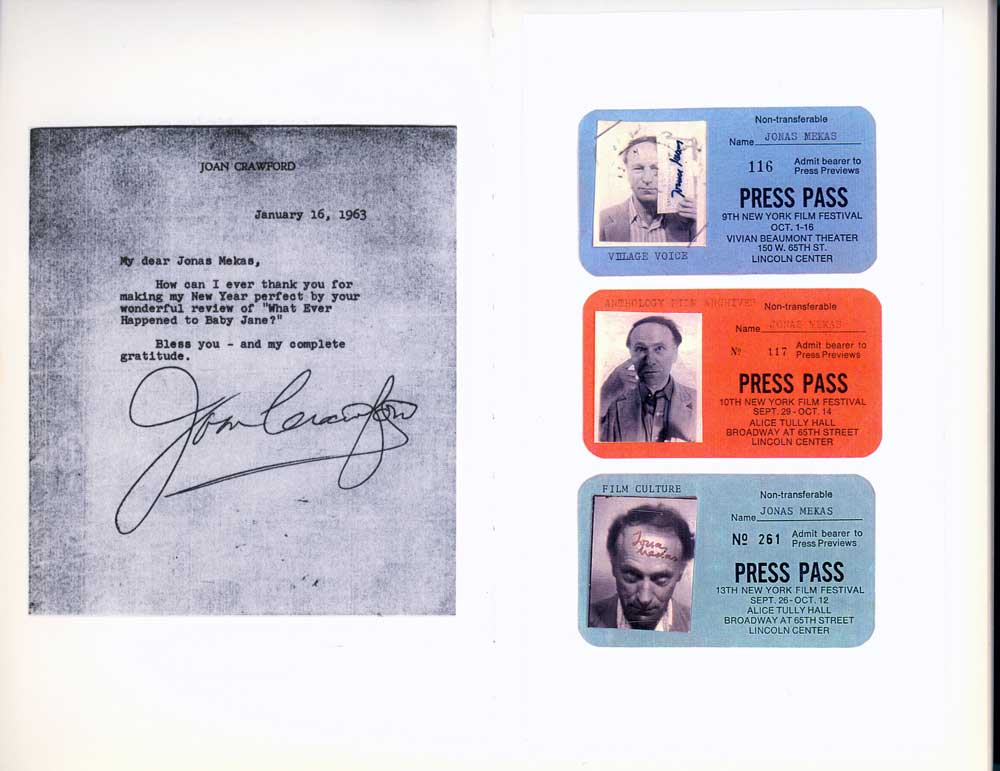 JOAN CRAWFORD
January 16, 1963
My dear Jonas Mekas,
How can I ever thank you for
making my New Year perfect by your
wonderful review of "What Ever
Happened to Baby Jane?"
Bless you - and my complete
gratitude.
Joan Crawford
Non-transferable
Name JONAS MEKAS
116
Admit bearer to
Press Previews
PRESS PASS
9TH NEW YORK FILM FESTIVAL
OCT. 1-16
VIVIAN BEAUMONT THEATER
150 W. 65TH ST.
LINCOLN CENTER
VILLAGE VOICE
Jonas Mekas
ANTHOLOGY FILM ARCHIVES
Non-transferable
Name JONAS MEKAS
No 117
Admit bearer to
Press Previews
PRESS PASS
10TH NEW YORK FILM FESTIVAL
SEPT. 29-OCT. 14
ALICE TULLY HALL
BROADWAY AT 65TH STREET
LINCOLN CENTER
FILM CULTURE
Non-transferable
Name JONAS MEKAS
No 261
Admit bearer to
Press Previews
PRESS PASS
13TH NEW YORK FILM FESTIVAL
SEPT. 26-OCT. 12
ALICE TULLY HALL
BROADWAY AT 65TH STREET
LINCOLN CENTER
Jonas
Mekas